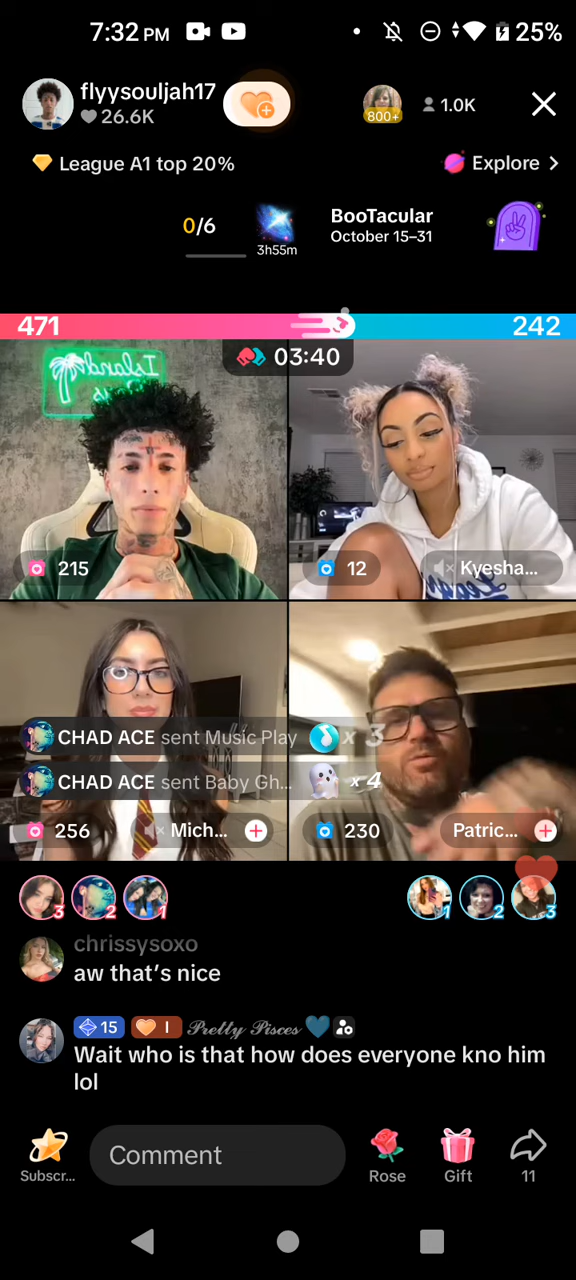 7:32 PM
25%
flyysouljah17
26.6K
800+
1.0K
League A1 top 20%
Explore
0/6
3h55m
BooTacular
October 15–31
471
242
03:40
Island
215
12
Kyesha...
CHAD ACE sent Music Play x 3
CHAD ACE sent Baby Gh... x 4
256
Mich...
230
Patric...
3
2
1
1
2
3
chrissysoxo
aw that's nice
15
I
Pretty Pisces
Wait who is that how does everyone kno him
lol
Subscr...
Comment
Rose
Gift
11